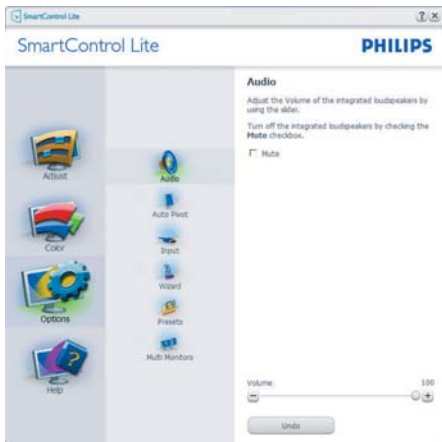 SmartControl Lite
SmartControl Lite
PHILIPS
Adjust
Color
Options
Help
Audio
Auto Pivot
Input
Wizard
Presets
Multi Monitors
Audio
Adjust the Volume of the integrated loudspeakers by
using the slider.
Turn off the integrated loudspeakers by checking the
Mute checkbox.
Mute
Volume
100
Undo